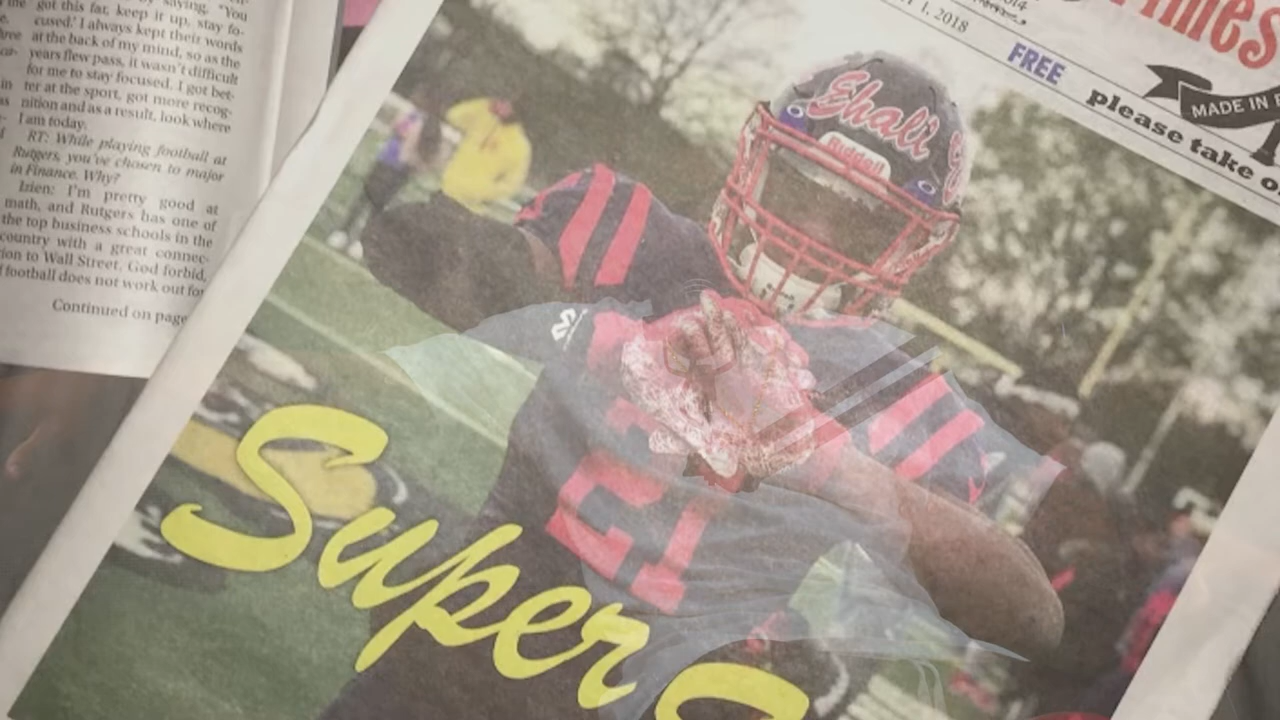 got this far, keep it up, stay fo-
cused.' I always kept their words
at the back of my mind, so as the
years flew pass, it wasn't difficult
for me to stay focused. I got bet-
ter at the sport, got more recog-
nition and as a result, look where
I am today.
RT: While playing football at
Rutgers, you've chosen to major
in Finance. Why?
Izien: I'm pretty good at
math, and Rutgers has one of
the top business schools in the
country with a great connec-
tion to Wall Street. God forbid,
football does not work out for
Continued on page
1, 2018
FREE
please take o
MADE IN
Times
Ehali
Riddell
51
Super S